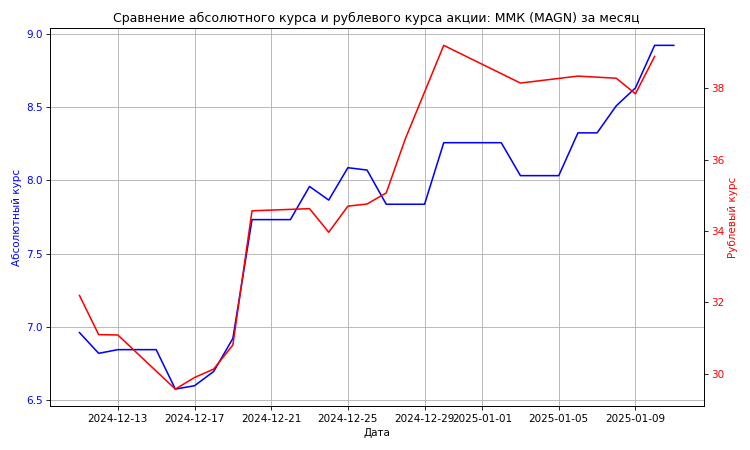 Сравнение абсолютного курса и рублевого курса акции: ММК (MAGN) за месяц
9.0
8.5
8.0
7.5
7.0
6.5
Абсолютный курс
38
36
34
32
30
Рублевый курс
2024-12-13 2024-12-17 2024-12-21 2024-12-25 2024-12-29 2025-01-01 2025-01-05 2025-01-09
Дата